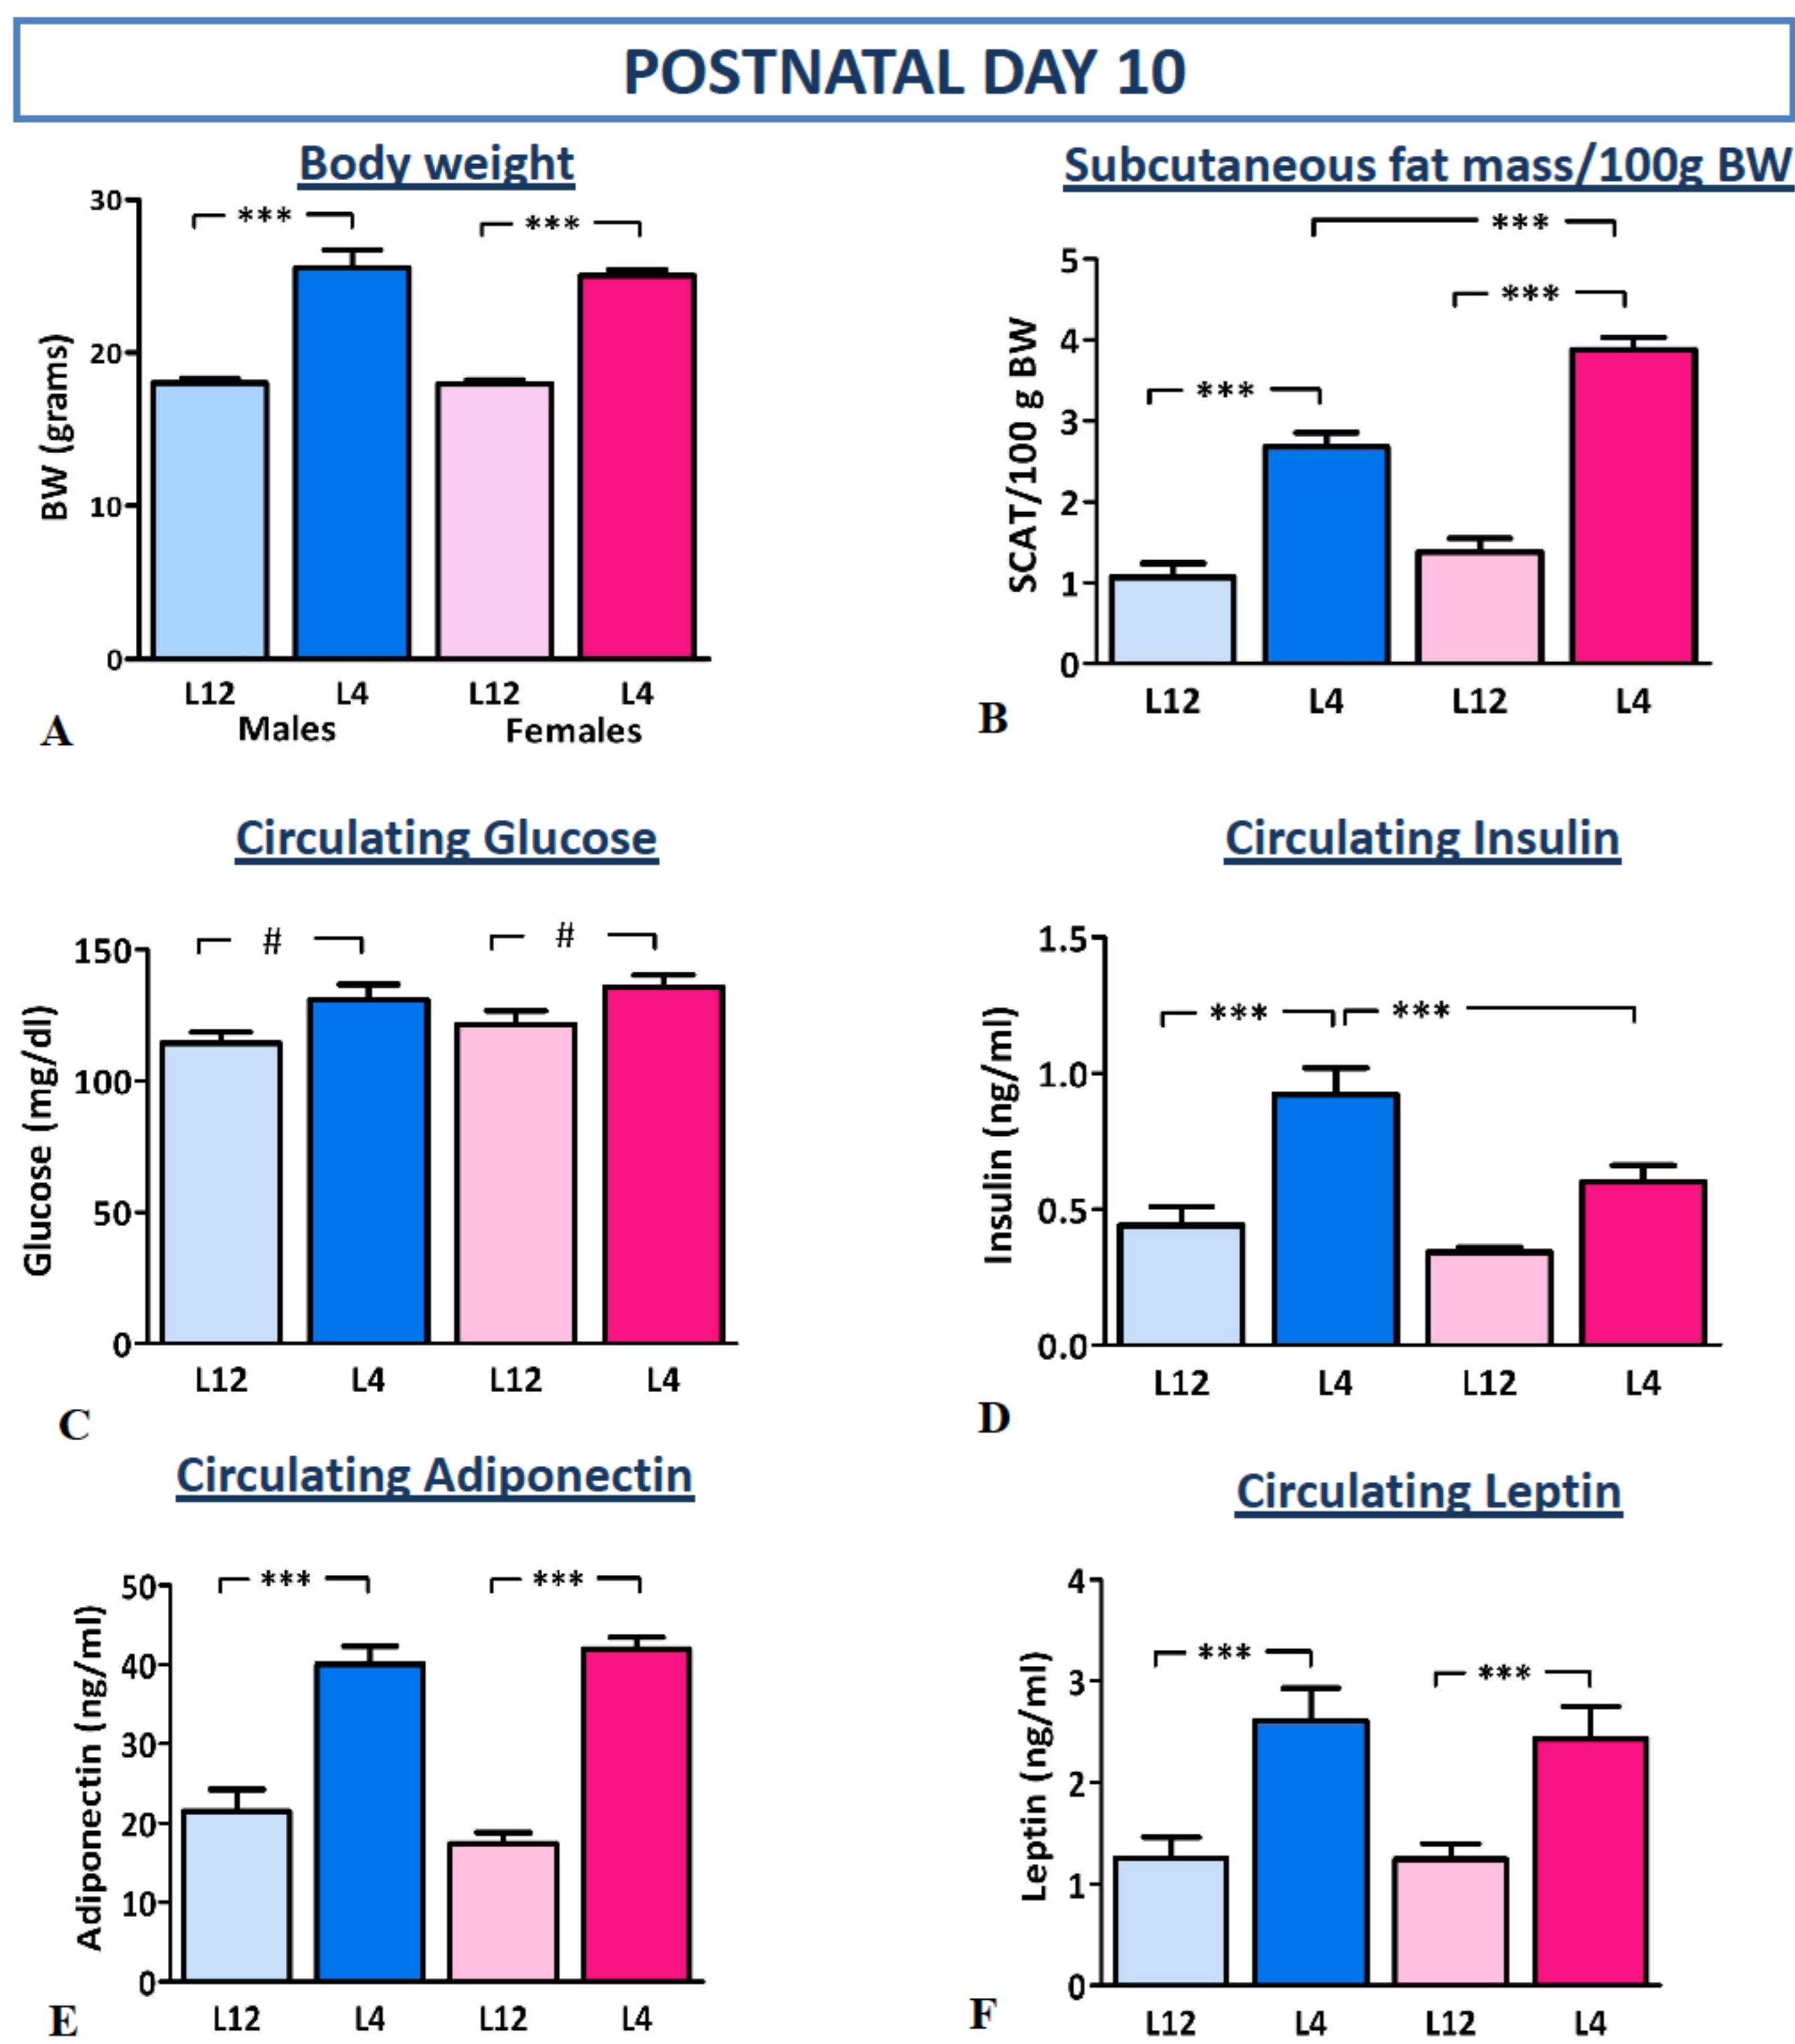 POSTNATAL DAY 10
Body weight
30
20
10
0
BW (grams)
***
***
L12
L4
L12
L4
Males
Females
A
Subcutaneous fat mass/100g BW
***
***
***
5
4
3
2
1
0
SCAT/100 g BW
L12
L4
L12
L4
B
Circulating Glucose
#
#
150
100
50
0
Glucose (mg/dl)
L12
L4
L12
L4
C
Circulating Insulin
1.5
1.0
0.5
0.0
Insulin (ng/ml)
***
***
L12
L4
L12
L4
D
Circulating Adiponectin
***
***
50
40
30
20
10
0
Adiponectin (ng/ml)
L12
L4
L12
L4
E
Circulating Leptin
4
3
2
1
0
Leptin (ng/ml)
***
***
L12
L4
L12
L4
F